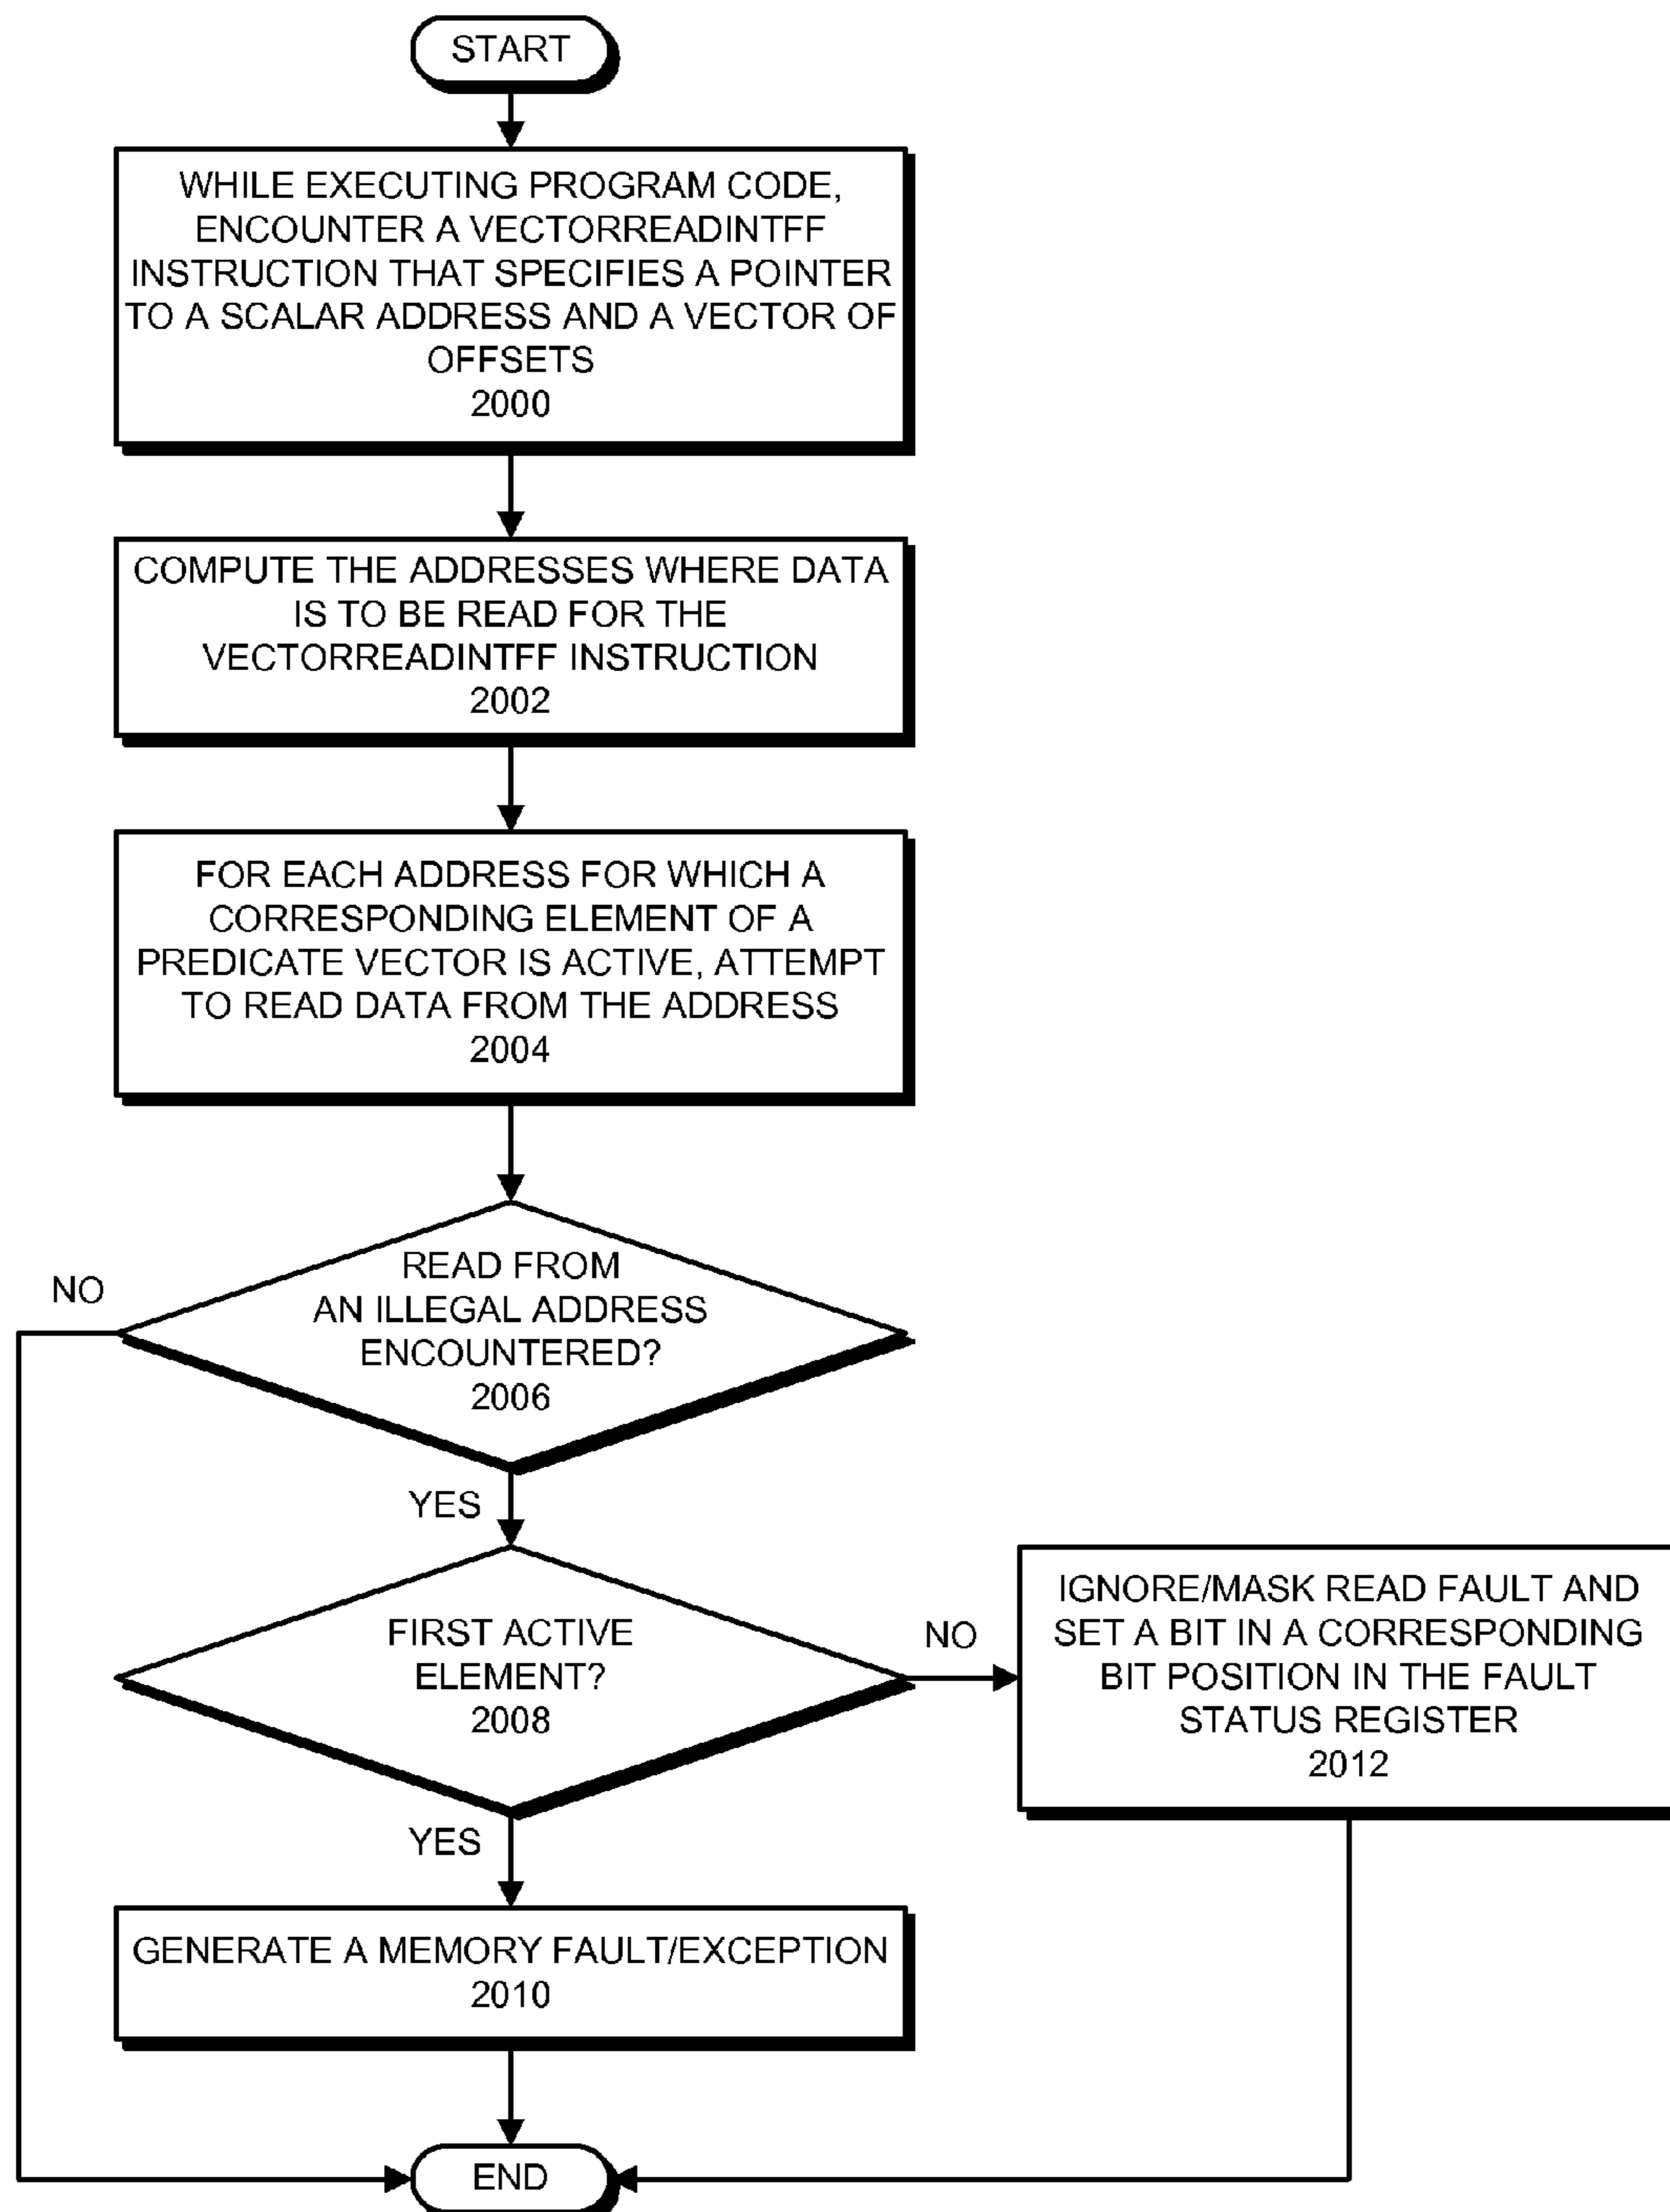 START
WHILE EXECUTING PROGRAM CODE,
ENCOUNTER A VECTORREADINTFF
INSTRUCTION THAT SPECIFIES A POINTER
TO A SCALAR ADDRESS AND A VECTOR OF
OFFSETS
2000
COMPUTE THE ADDRESSES WHERE DATA
IS TO BE READ FOR THE
VECTORREADINTFF INSTRUCTION
2002
FOR EACH ADDRESS FOR WHICH A
CORRESPONDING ELEMENT OF A
PREDICATE VECTOR IS ACTIVE, ATTEMPT
TO READ DATA FROM THE ADDRESS
2004
READ FROM
AN ILLEGAL ADDRESS
ENCOUNTERED?
2006
NO
YES
FIRST ACTIVE
ELEMENT?
2008
NO
IGNORE/MASK READ FAULT AND
SET A BIT IN A CORRESPONDING
BIT POSITION IN THE FAULT
STATUS REGISTER
2012
YES
GENERATE A MEMORY FAULT/EXCEPTION
2010
END